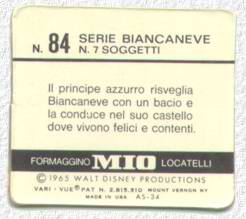 SERIE BIANCANEVE
N. 84 N. 7 SOGGETTI
Il principe azzurro risveglia
Biancaneve con un bacio e
la conduce nel suo castello
dove vivono felici e contenti.
FORMAGGINO MIO LOCATELLI
© 1965 WALT DISNEY PRODUCTIONS
VARI-VUE® PAT N. 2.815.310 MOUNT VERNON NY
MADE IN USA AS-34